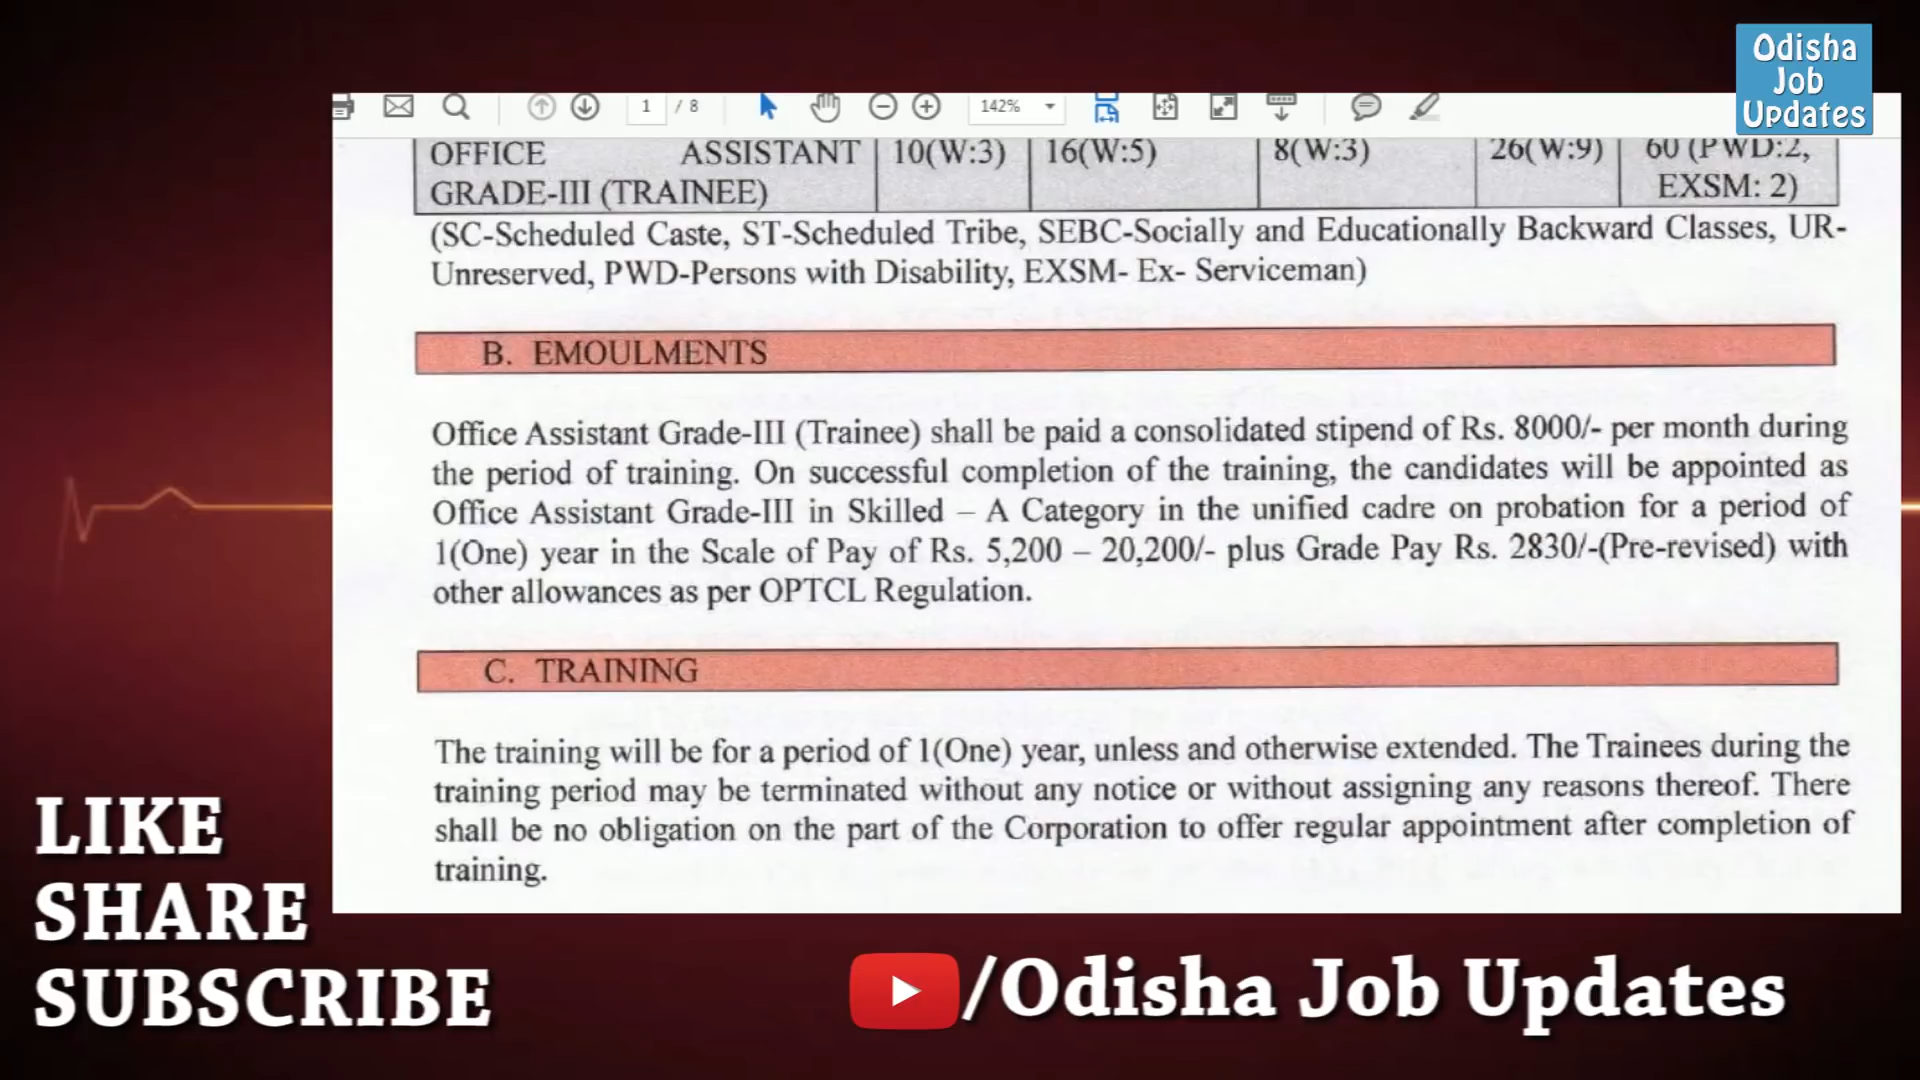 Odisha
Job
Updates
1 / 8
142%
OFFICE ASSISTANT 10(W:3) 16(W:5) 8(W:3) 26(W:9) 60 (PWD:2,
GRADE-III (TRAINEE) EXSM: 2)
(SC-Scheduled Caste, ST-Scheduled Tribe, SEBC-Socially and Educationally Backward Classes, UR-
Unreserved, PWD-Persons with Disability, EXSM- Ex- Serviceman)
B. EMOULMENTS
Office Assistant Grade-III (Trainee) shall be paid a consolidated stipend of Rs. 8000/- per month during
the period of training. On successful completion of the training, the candidates will be appointed as
Office Assistant Grade-III in Skilled – A Category in the unified cadre on probation for a period of
1(One) year in the Scale of Pay of Rs. 5,200 – 20,200/- plus Grade Pay Rs. 2830/-(Pre-revised) with
other allowances as per OPTCL Regulation.
C. TRAINING
The training will be for a period of 1(One) year, unless and otherwise extended. The Trainees during the
training period may be terminated without any notice or without assigning any reasons thereof. There
shall be no obligation on the part of the Corporation to offer regular appointment after completion of
training.
LIKE
SHARE
SUBSCRIBE
/Odisha Job Updates